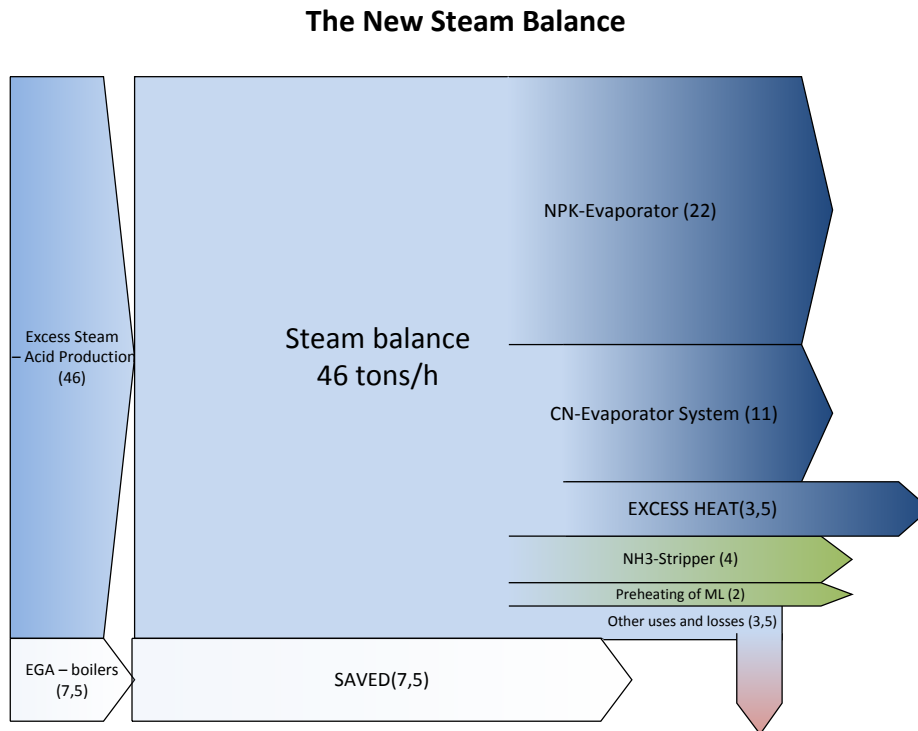 The New Steam Balance
NPK-Evaporator (22)
Excess Steam
– Acid Production
(46)
Steam balance
46 tons/h
CN-Evaporator System (11)
EXCESS HEAT(3,5)
NH3-Stripper (4)
Preheating of ML (2)
Other uses and losses (3,5)
EGA – boilers
(7,5)
SAVED(7,5)